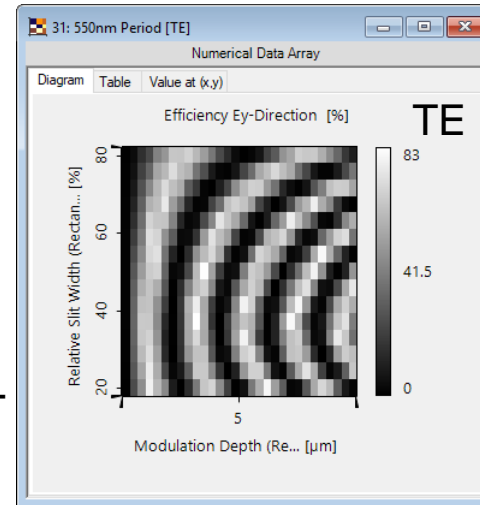 31: 550nm Period [TE]
Numerical Data Array
Diagram Table Value at (x,y)
Efficiency Ey-Direction [%]
TE
80
60
40
20
Relative Slit Width (Rectan... [%]
5
Modulation Depth (Re... [µm]
83
41.5
0